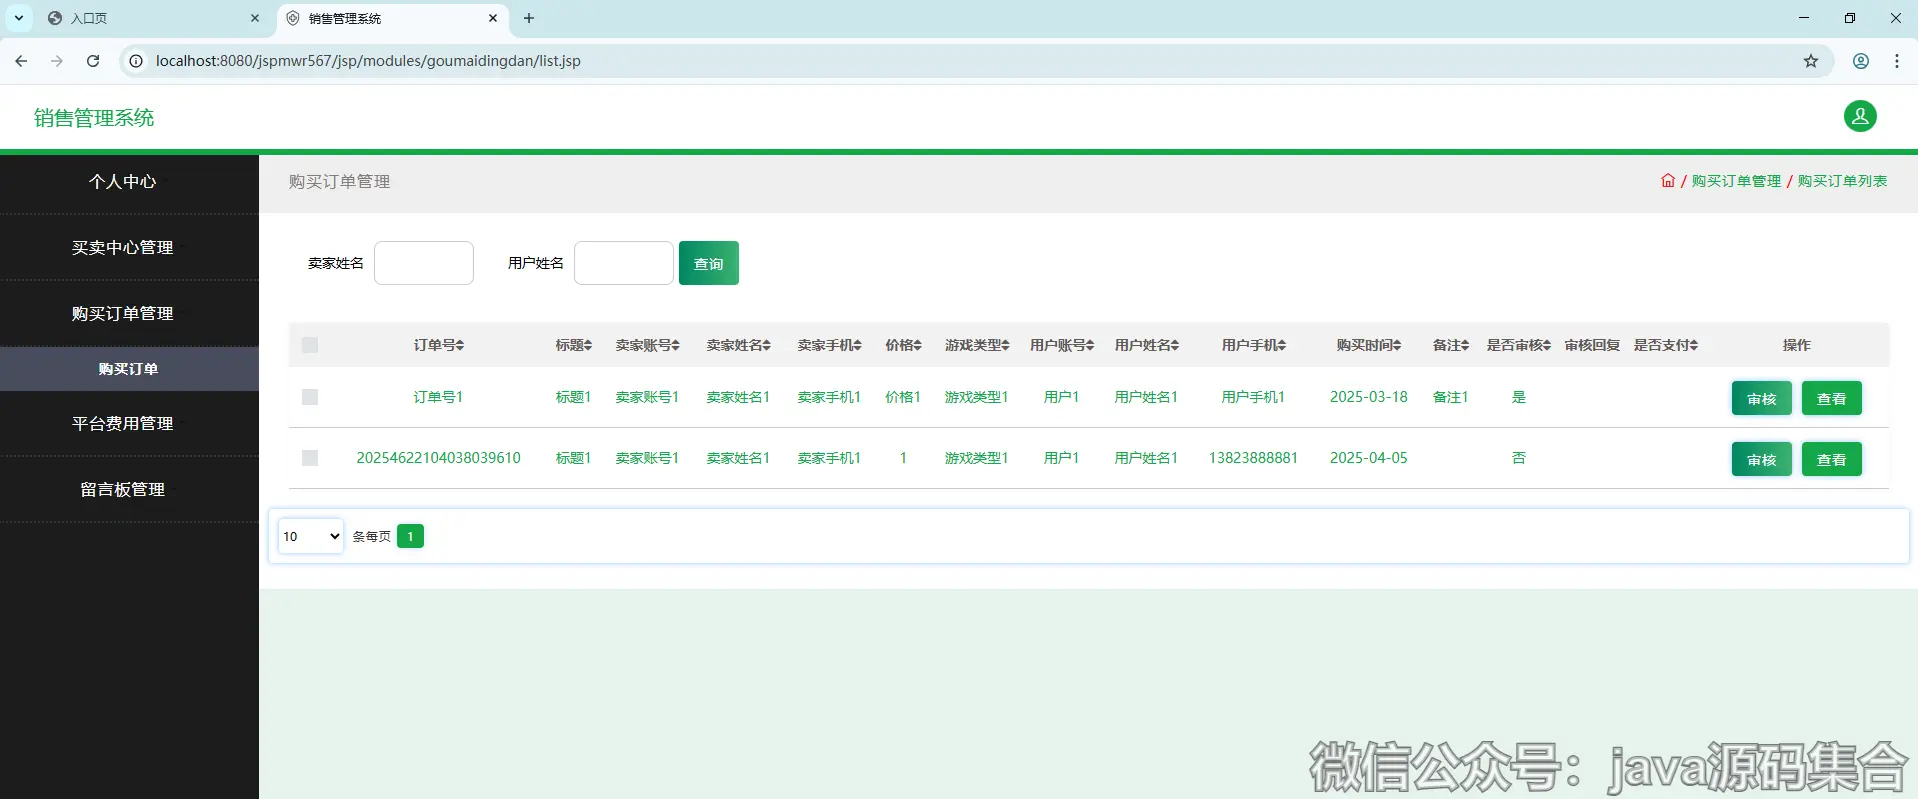 入口页
销售管理系统
localhost:8080/jspmwr567/jsp/modules/goumaidingdan/list.jsp
销售管理系统
个人中心
买卖中心管理
购买订单管理
购买订单
平台费用管理
留言板管理
购买订单管理
/ 购买订单管理 / 购买订单列表
卖家姓名 用户姓名 查询
订单号 标题 卖家账号 卖家姓名 卖家手机 价格 游戏类型 用户账号 用户姓名 用户手机 购买时间 备注 是否审核 审核回复 是否支付 操作
订单号1 标题1 卖家账号1 卖家姓名1 卖家手机1 价格1 游戏类型1 用户1 用户姓名1 用户手机1 2025-03-18 备注1 是 审核 查看
20254622104038039610 标题1 卖家账号1 卖家姓名1 卖家手机1 1 游戏类型1 用户1 用户姓名1 13823888881 2025-04-05 否 审核 查看
10 条每页 1
微信公众号：java源码集合